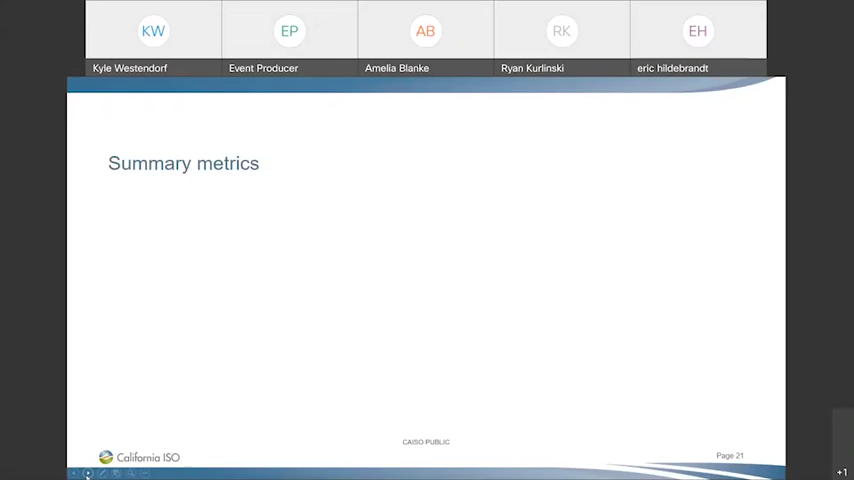 KW
EP
AB
RK
EH
Kyle Westendorf
Event Producer
Amelia Blanke
Ryan Kurlinski
eric hildebrandt
Summary metrics
CAISO PUBLIC
California ISO
Page 21
+1